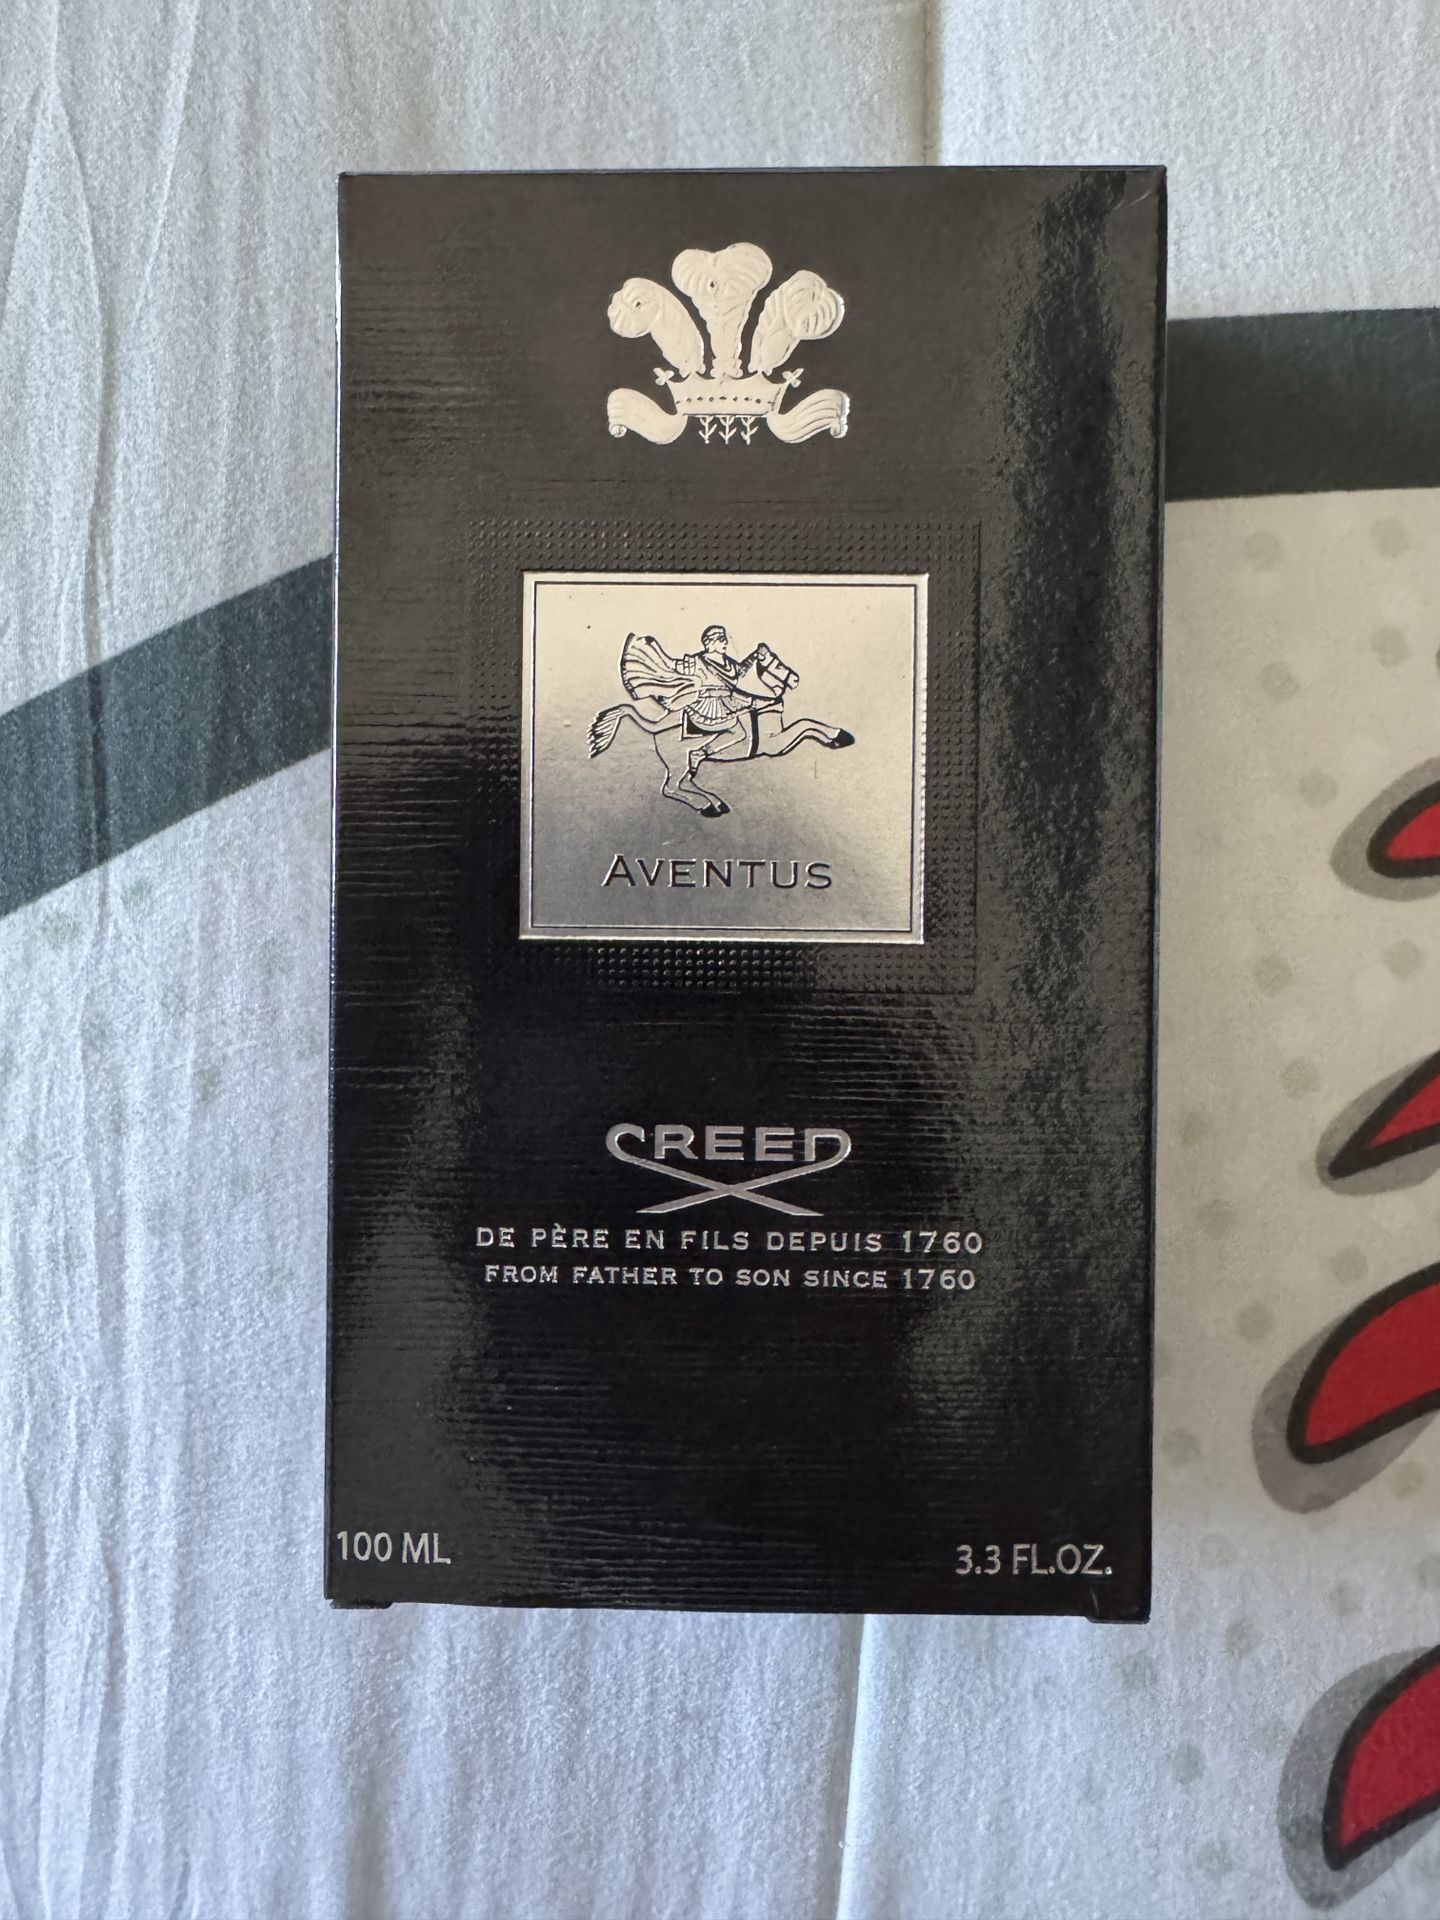 AVENTUS
CREED
DE PÈRE EN FILS DEPUIS 1760
FROM FATHER TO SON SINCE 1760
100 ML 3.3 FL.OZ.